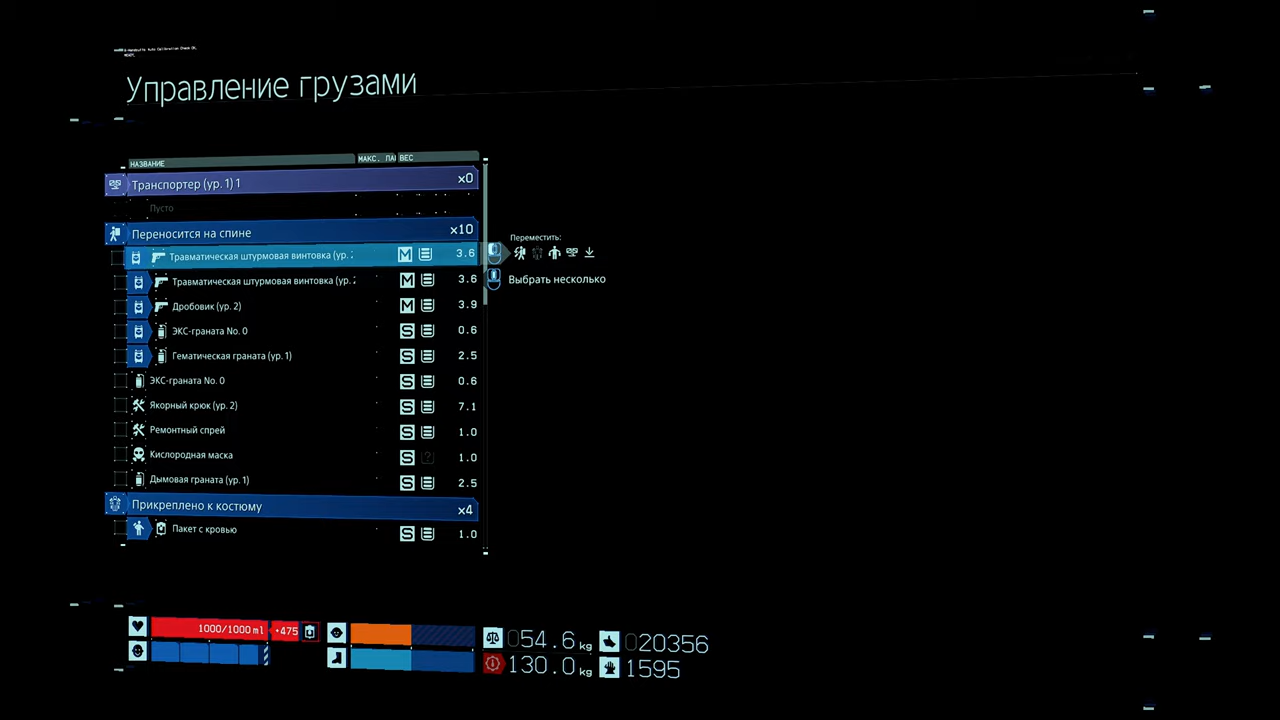 Управление грузами
НАЗВАНИЕ МАКС. ПА ВЕС
Транспортер (ур. 1) 1 x0
Пусто
Переносится на спине x10
Травматическая штурмовая винтовка (ур. M 3.6
Переместить:
Травматическая штурмовая винтовка (ур. M 3.6
Выбрать несколько
Дробовик (ур. 2) M 3.9
ЭКС-граната No. 0 S 0.6
Гематическая граната (ур. 1) S 2.5
ЭКС-граната No. 0 S 0.6
Якорный крюк (ур. 2) S 7.1
Ремонтный спрей S 1.0
Кислородная маска S ? 1.0
Дымовая граната (ур. 1) S 2.5
Прикреплено к костюму x4
Пакет с кровью S 1.0
1000/1000 ml +475 054.6 kg 020356
130.0 kg 1595